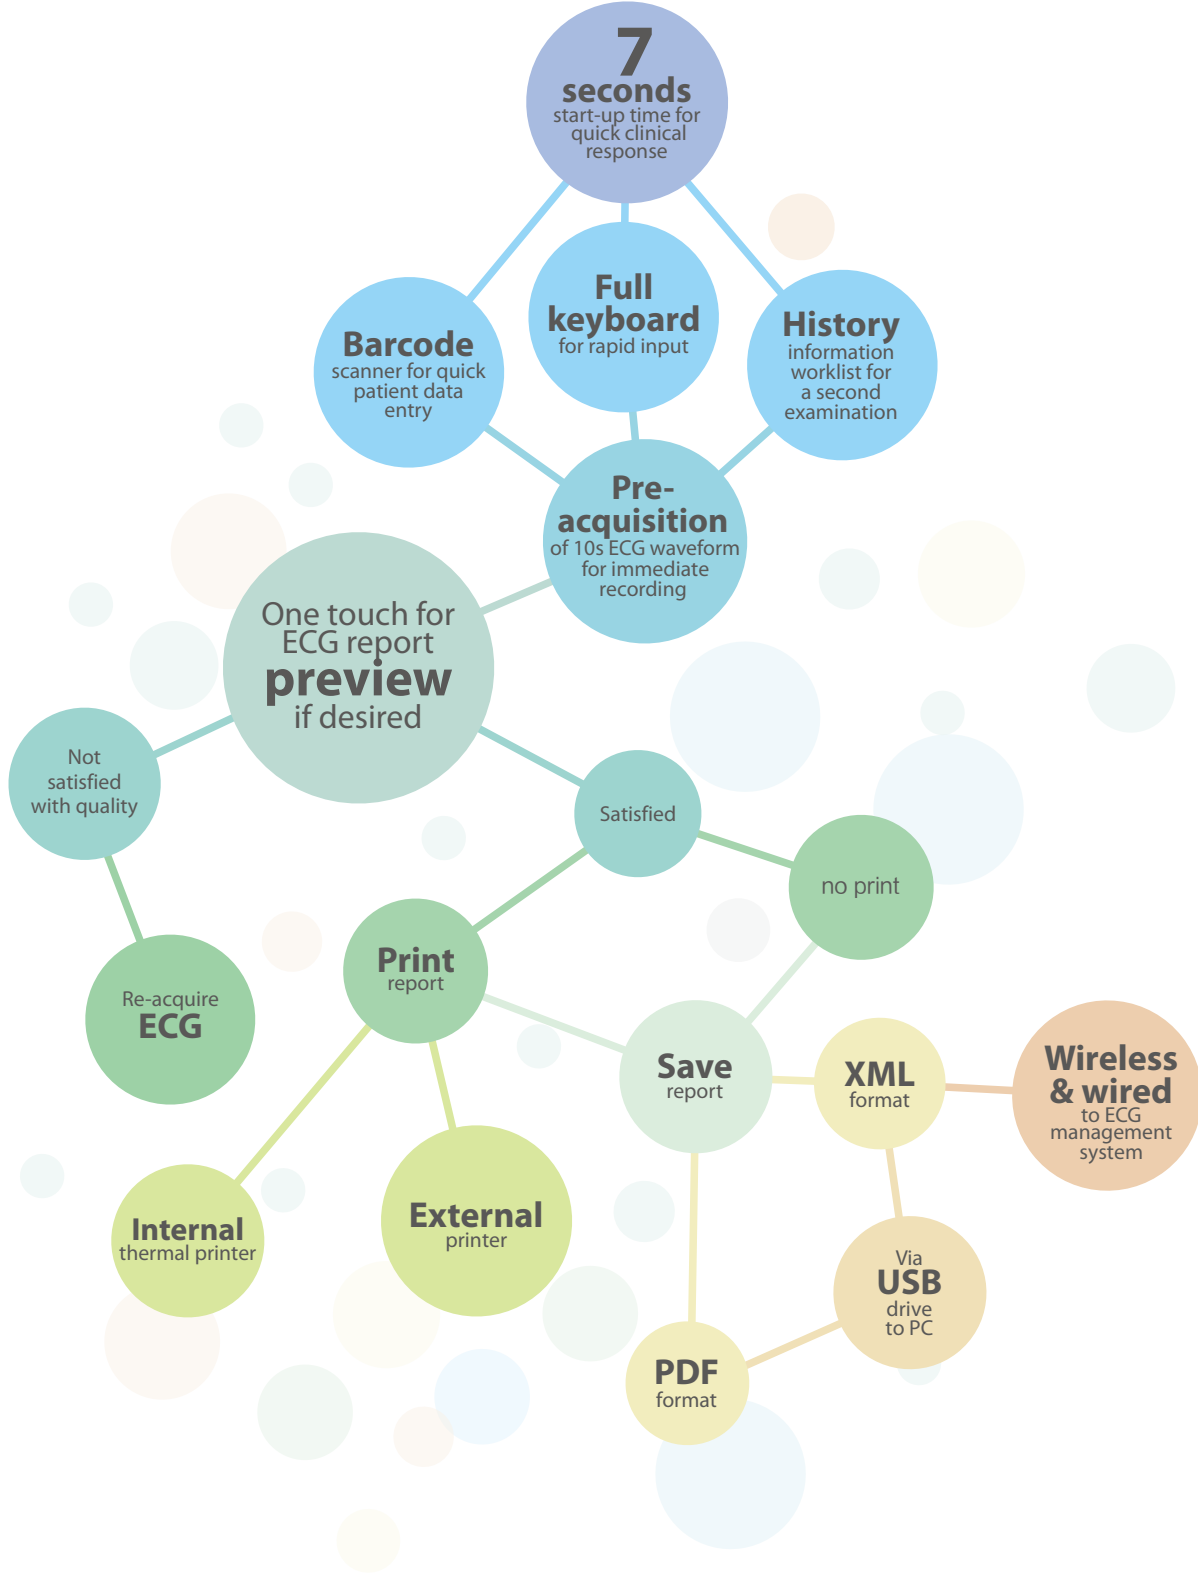 7
seconds
start-up time for
quick clinical
response
Barcode
scanner for quick
patient data
entry
Full
keyboard
for rapid input
History
information
worklist for
a second
examination
Pre-
acquisition
of 10s ECG waveform
for immediate
recording
One touch for
ECG report
preview
if desired
Not
satisfied
with quality
Satisfied
no print
Re-acquire
ECG
Print
report
Save
report
XML
format
Wireless
& wired
to ECG
management
system
Internal
thermal printer
External
printer
Via
USB
drive
to PC
PDF
format